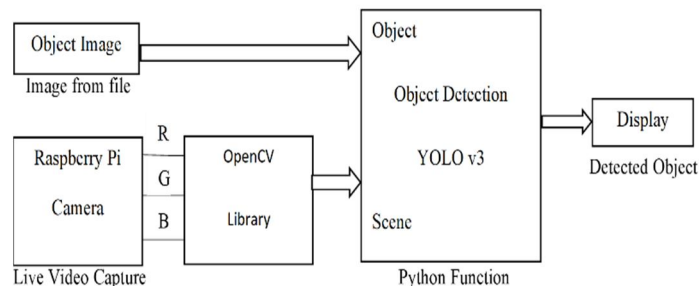 Object Image
Image from file
Raspberry Pi
Camera
Live Video Capture
R
G
B
OpenCV
Library
Object
Object Detection
YOLO v3
Scene
Python Function
Display
Detected Object